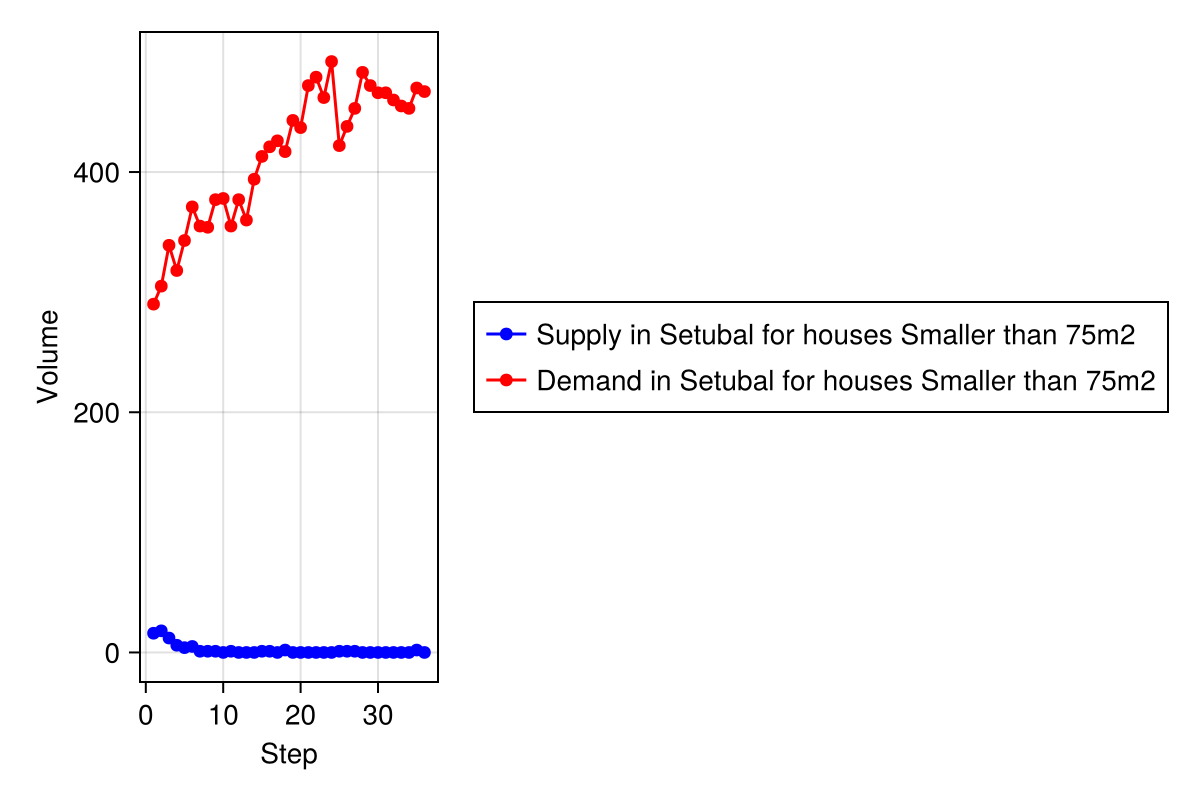 Volume
400
200
0
0 10 20 30
Step
Supply in Setubal for houses Smaller than 75m2
Demand in Setubal for houses Smaller than 75m2